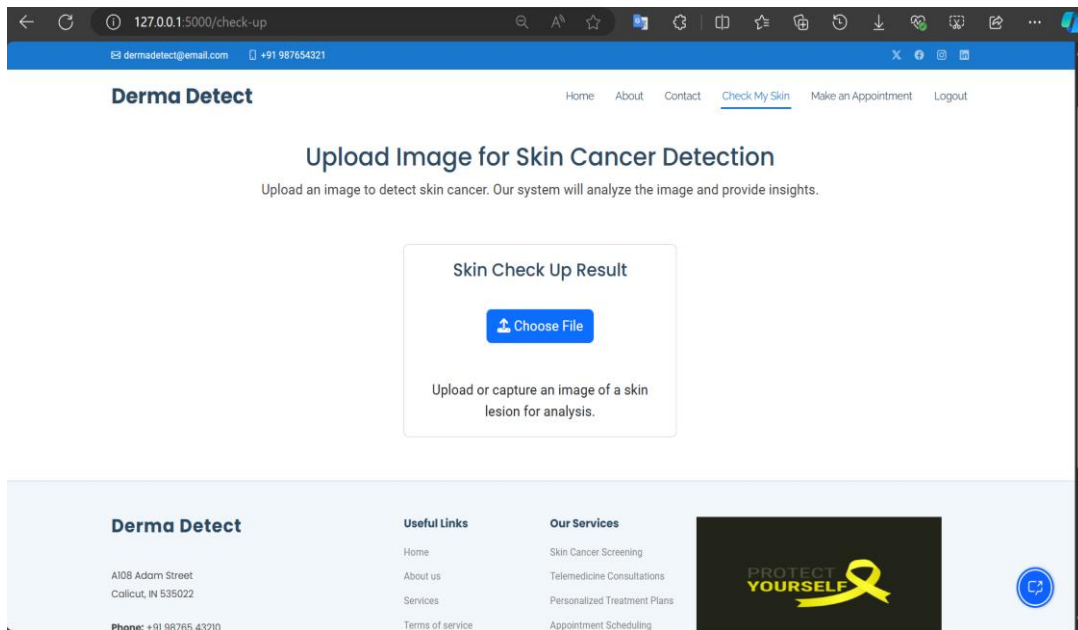 127.0.0.1:5000/check-up
dermadetect@email.com +91 987654321
Derma Detect
Home About Contact Check My Skin Make an Appointment Logout
Upload Image for Skin Cancer Detection
Upload an image to detect skin cancer. Our system will analyze the image and provide insights.
Skin Check Up Result
Choose File
Upload or capture an image of a skin
lesion for analysis.
Derma Detect
A108 Adam Street
Calicut, IN 535022
Phone: +91 98765 43210
Useful Links
Home
About us
Services
Terms of service
Our Services
Skin Cancer Screening
Telemedicine Consultations
Personalized Treatment Plans
Appointment Scheduling
PROTECT
YOURSELF